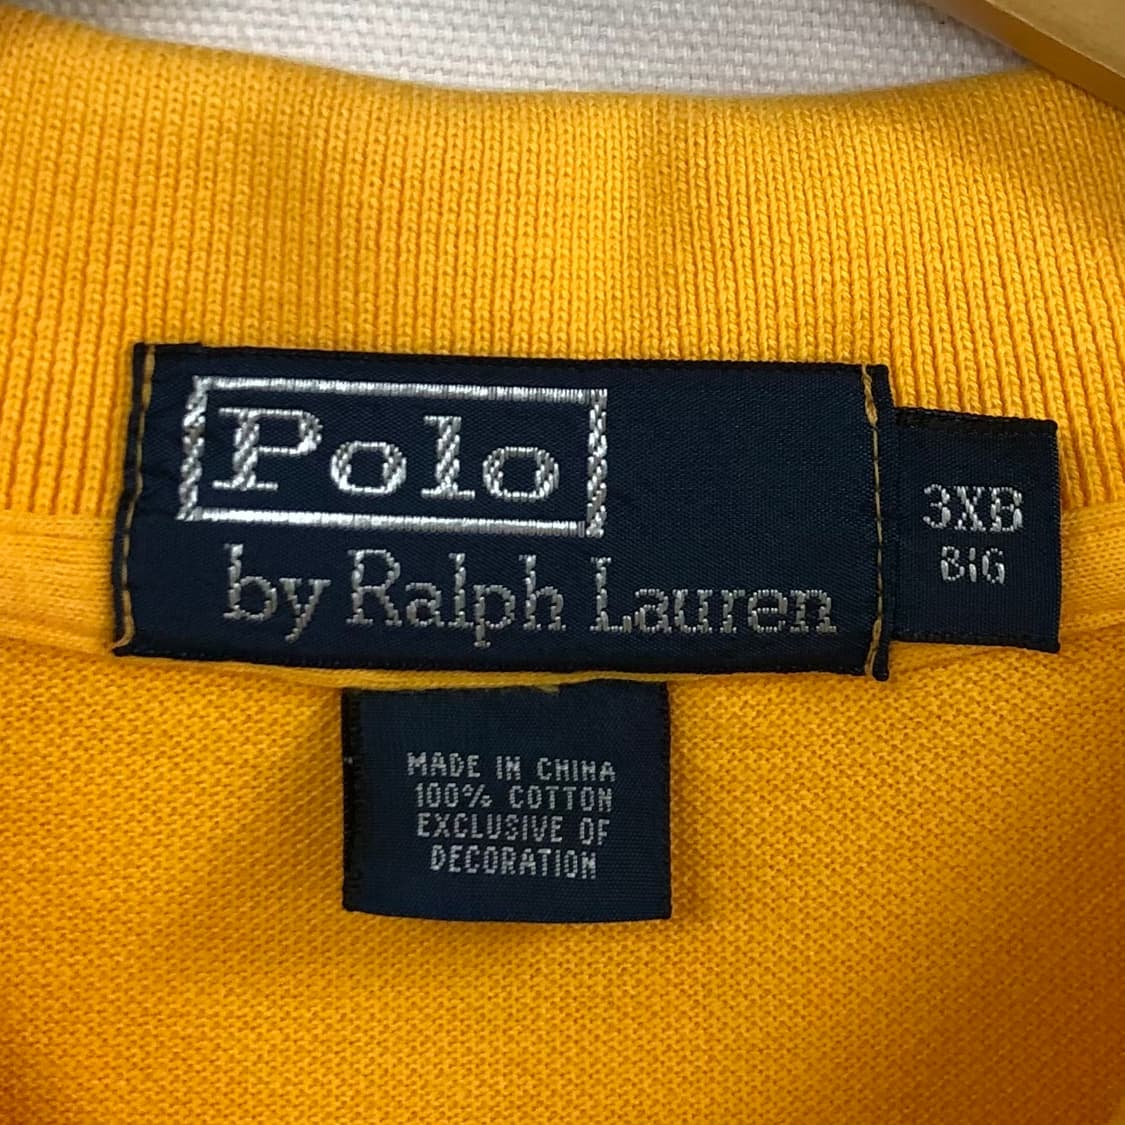 Polo
by Ralph Lauren
3XB
BIG
MADE IN CHINA
100% COTTON
EXCLUSIVE OF
DECORATION